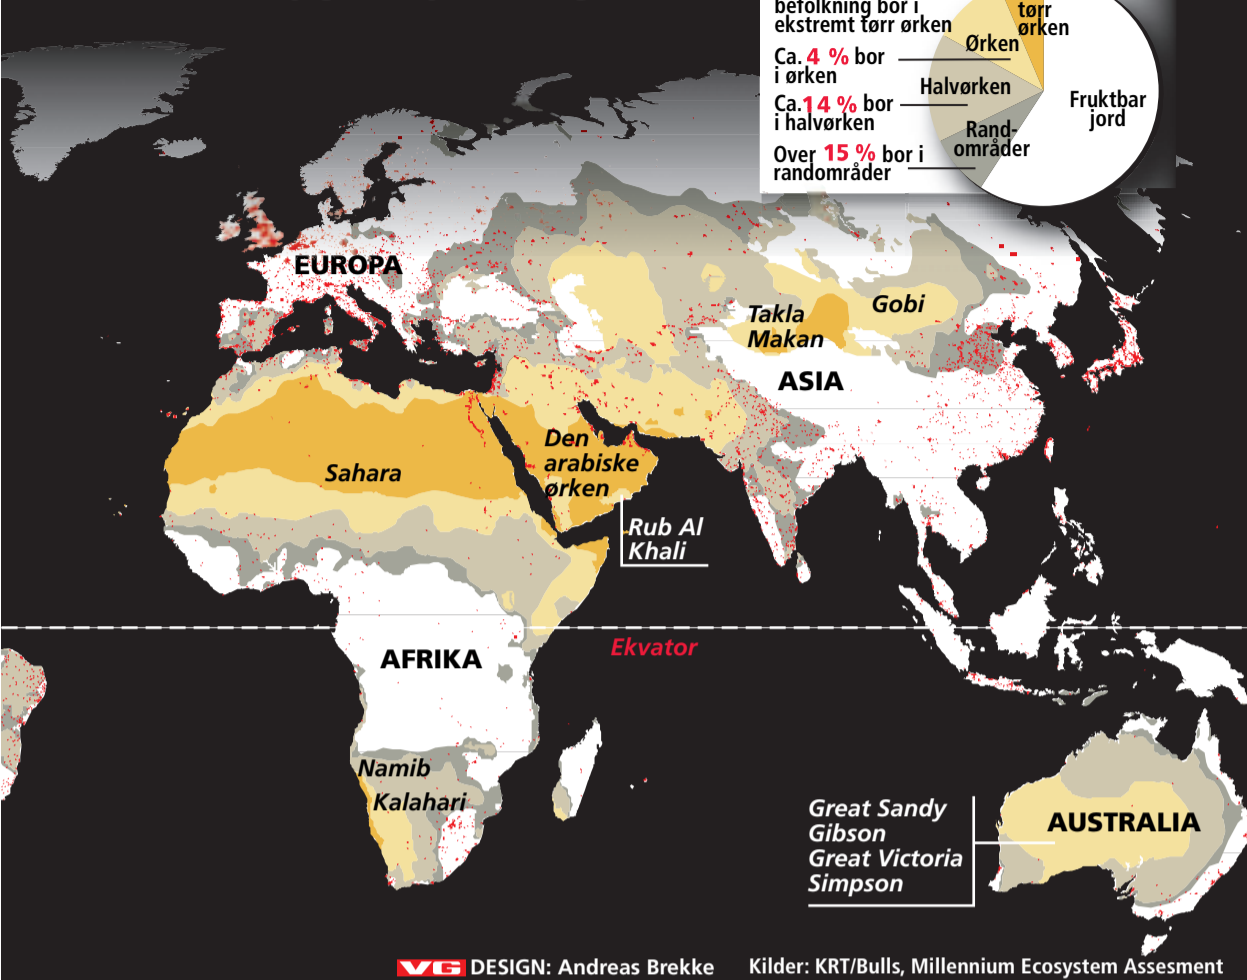 befolkning bor i
ekstremt tørr ørken
Ca. 4 % bor
i ørken
Ca. 14 % bor
i halvørken
Over 15 % bor i
randområder
tørr
ørken
Ørken
Halvørken
Rand-
områder
Fruktbar
jord
EUROPA
Takla
Makan
Gobi
ASIA
Sahara
Den
arabiske
ørken
Rub Al
Khali
Ekvator
AFRIKA
Namib
Kalahari
Great Sandy
Gibson
Great Victoria
Simpson
AUSTRALIA
VG DESIGN: Andreas Brekke
Kilder: KRT/Bulls, Millennium Ecosystem Assesment